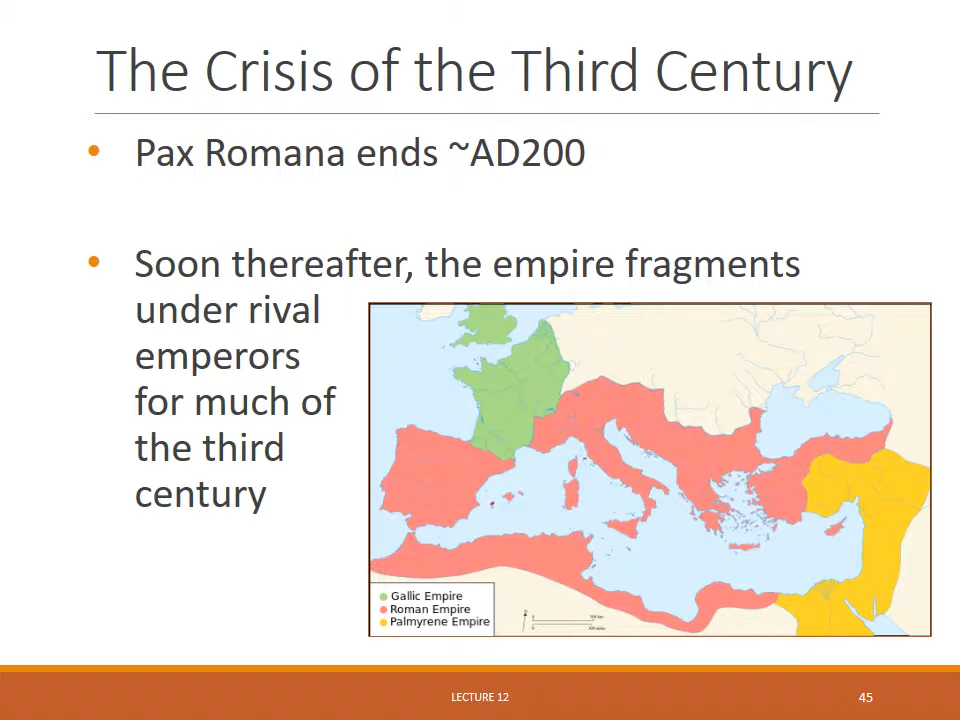 The Crisis of the Third Century
• Pax Romana ends ~AD200
• Soon thereafter, the empire fragments
under rival
emperors
for much of
the third
century
Gallic Empire
Roman Empire
Palmyrene Empire
LECTURE 12
45